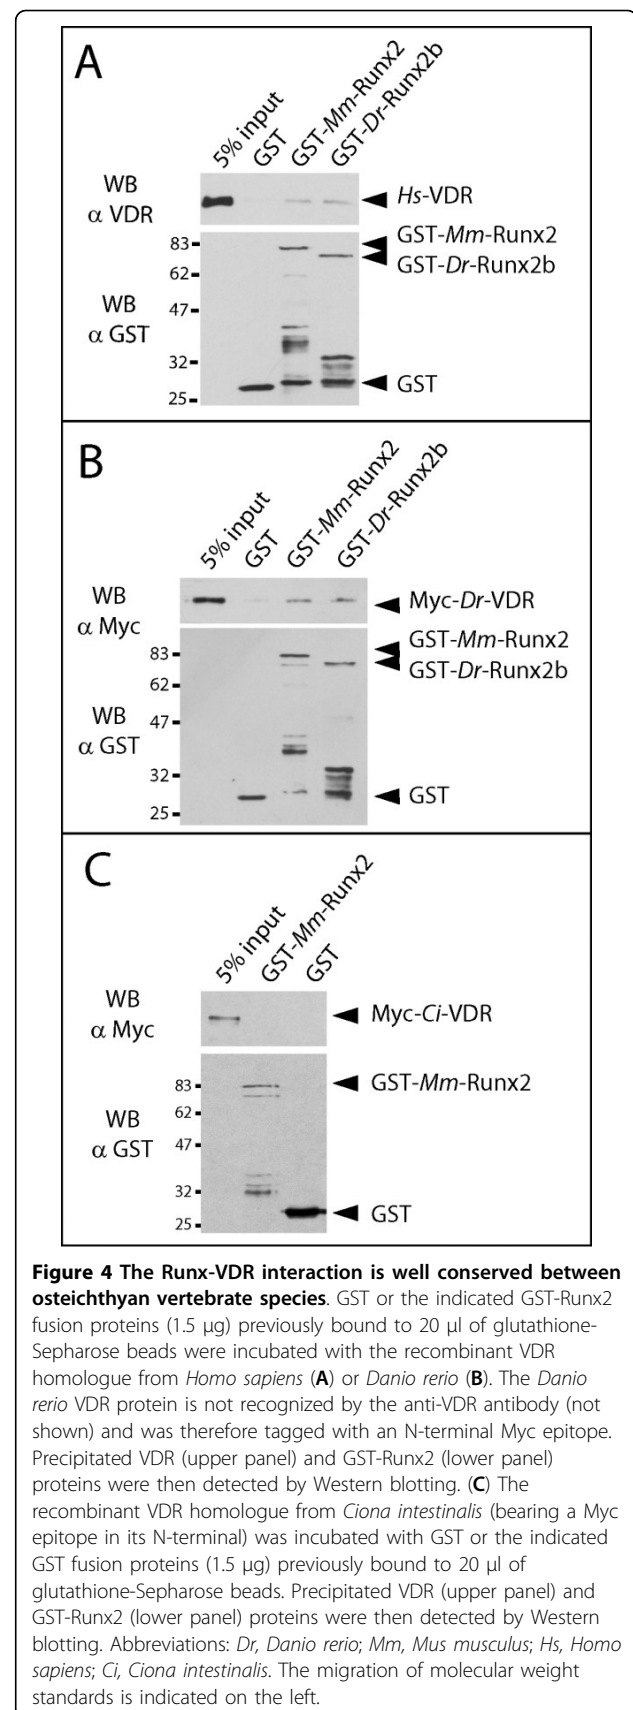 A
5% input
GST
GST-Mm-Runx2
GST-Dr-Runx2b
WB
α VDR
Hs-VDR
WB
α GST
83
62
47
32
25
GST-Mm-Runx2
GST-Dr-Runx2b
GST
B
5% input
GST
GST-Mm-Runx2
GST-Dr-Runx2b
WB
α Myc
Myc-Dr-VDR
WB
α GST
83
62
47
32
25
GST-Mm-Runx2
GST-Dr-Runx2b
GST
C
5% input
GST-Mm-Runx2
GST
WB
α Myc
Myc-Ci-VDR
WB
α GST
83
62
47
32
25
GST-Mm-Runx2
GST
Figure 4 The Runx-VDR interaction is well conserved between
osteichthyan vertebrate species. GST or the indicated GST-Runx2
fusion proteins (1.5 μg) previously bound to 20 μl of glutathione-
Sepharose beads were incubated with the recombinant VDR
homologue from Homo sapiens (A) or Danio rerio (B). The Danio
rerio VDR protein is not recognized by the anti-VDR antibody (not
shown) and was therefore tagged with an N-terminal Myc epitope.
Precipitated VDR (upper panel) and GST-Runx2 (lower panel)
proteins were then detected by Western blotting. (C) The
recombinant VDR homologue from Ciona intestinalis (bearing a Myc
epitope in its N-terminal) was incubated with GST or the indicated
GST fusion proteins (1.5 μg) previously bound to 20 μl of
glutathione-Sepharose beads. Precipitated VDR (upper panel) and
GST-Runx2 (lower panel) proteins were then detected by Western
blotting. Abbreviations: Dr, Danio rerio; Mm, Mus musculus; Hs, Homo
sapiens; Ci, Ciona intestinalis. The migration of molecular weight
standards is indicated on the left.